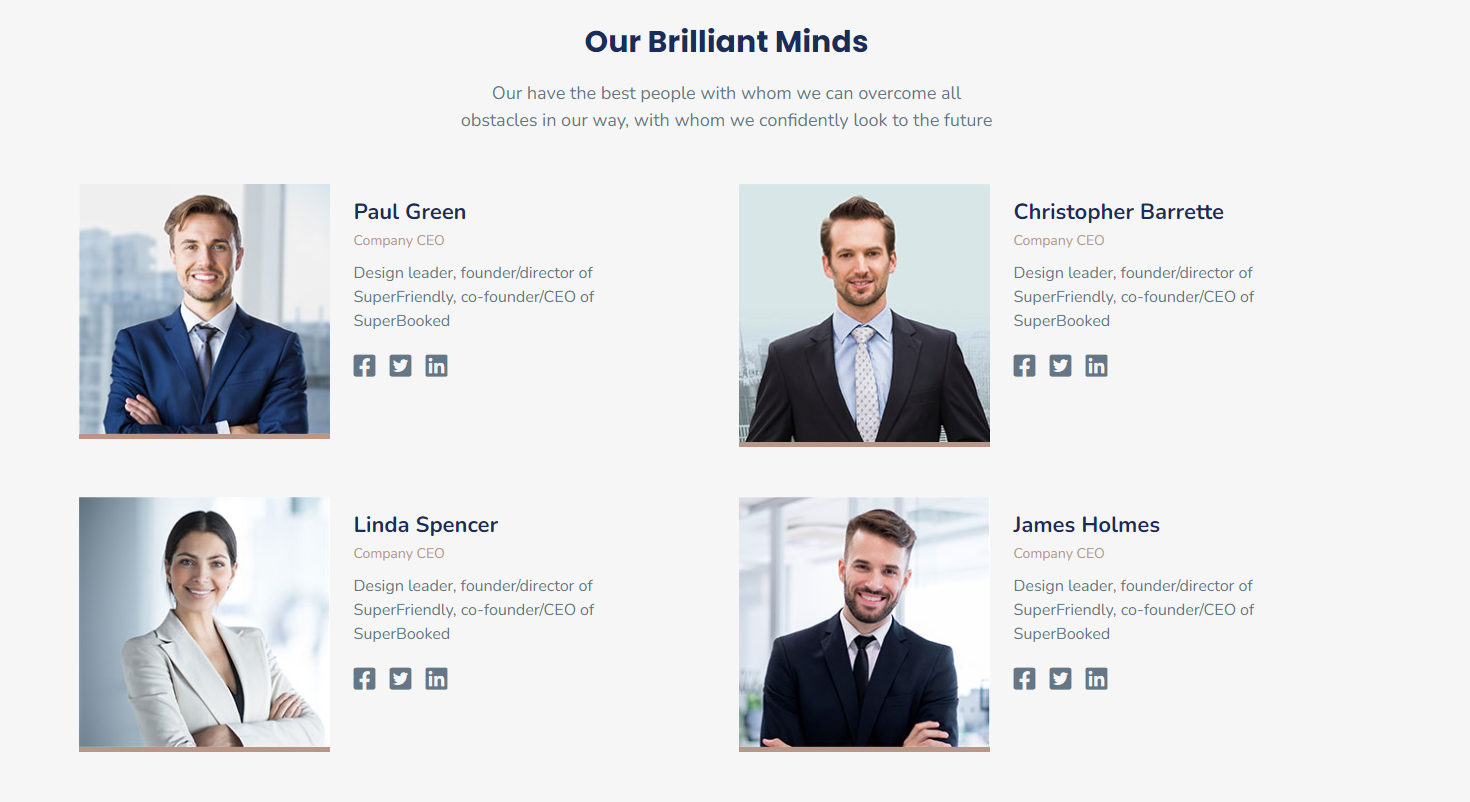 Our Brilliant Minds
Our have the best people with whom we can overcome all
obstacles in our way, with whom we confidently look to the future
Paul Green
Company CEO
Design leader, founder/director of
SuperFriendly, co-founder/CEO of
SuperBooked
Christopher Barrette
Company CEO
Design leader, founder/director of
SuperFriendly, co-founder/CEO of
SuperBooked
Linda Spencer
Company CEO
Design leader, founder/director of
SuperFriendly, co-founder/CEO of
SuperBooked
James Holmes
Company CEO
Design leader, founder/director of
SuperFriendly, co-founder/CEO of
SuperBooked